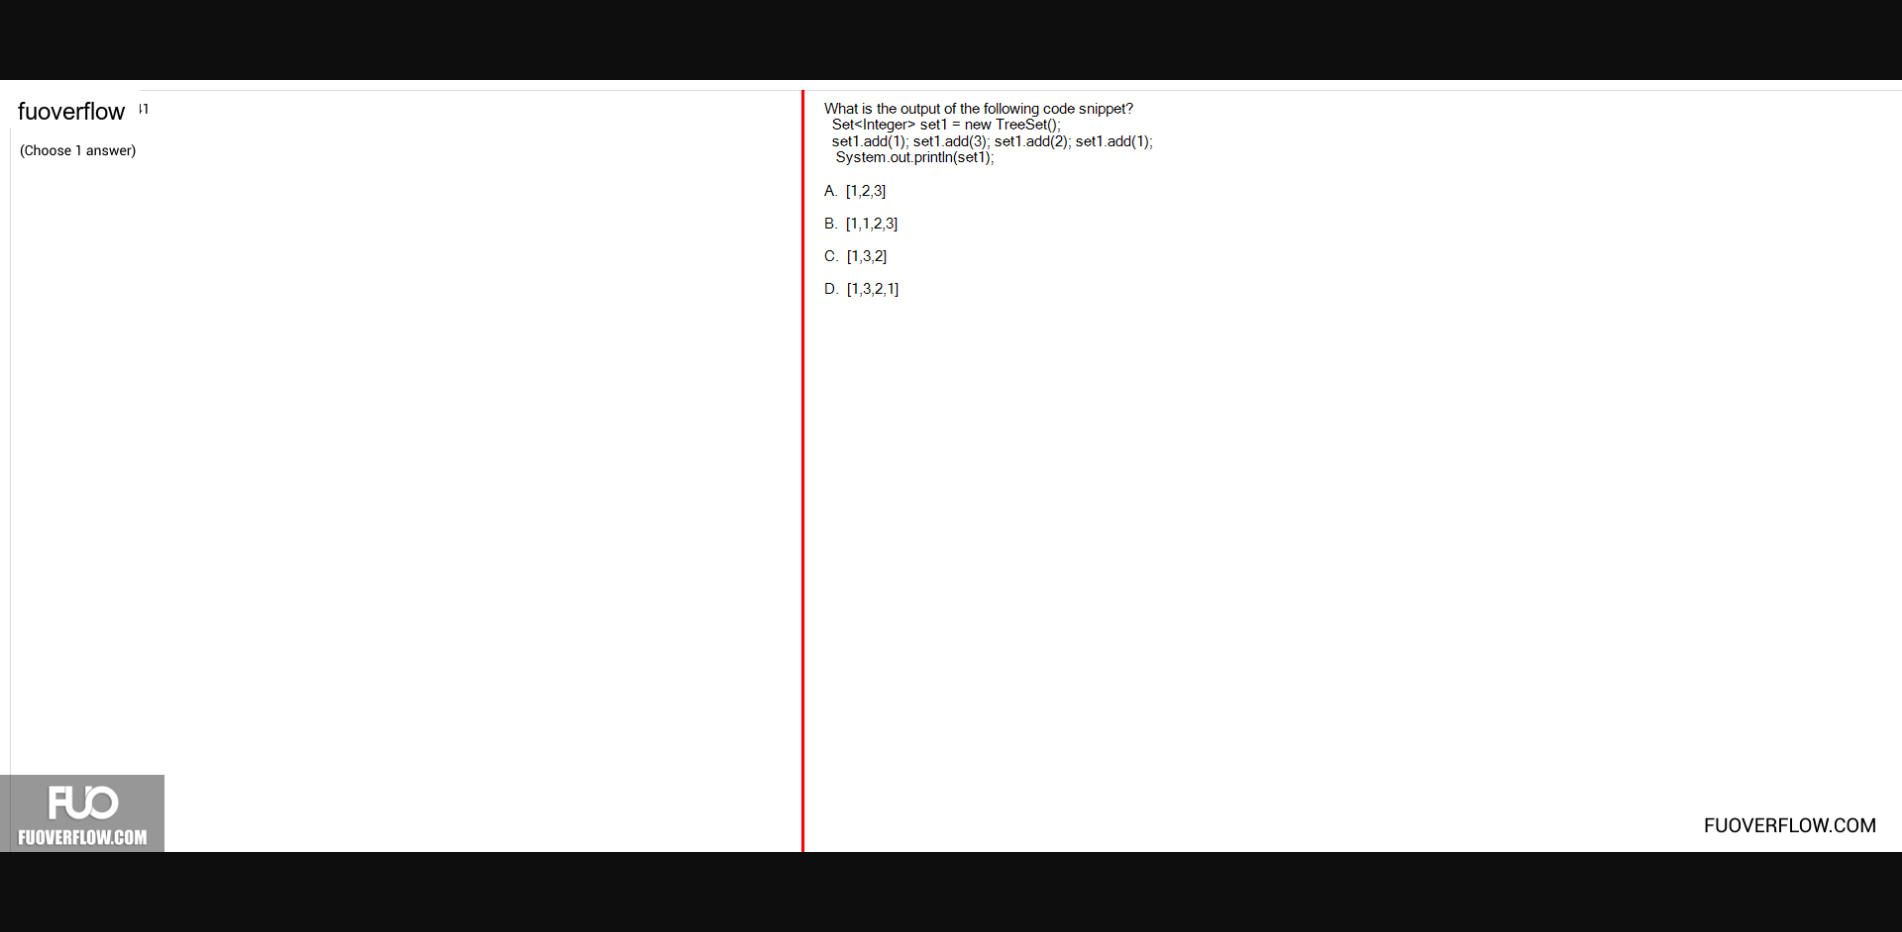 fuoverflow
41
(Choose 1 answer)
What is the output of the following code snippet?
Set<Integer> set1 = new TreeSet();
set1.add(1); set1.add(3); set1.add(2); set1.add(1);
System.out.println(set1);
A. [1,2,3]
B. [1,1,2,3]
C. [1,3,2]
D. [1,3,2,1]
FUO
FUOVERFLOW.COM
FUOVERFLOW.COM